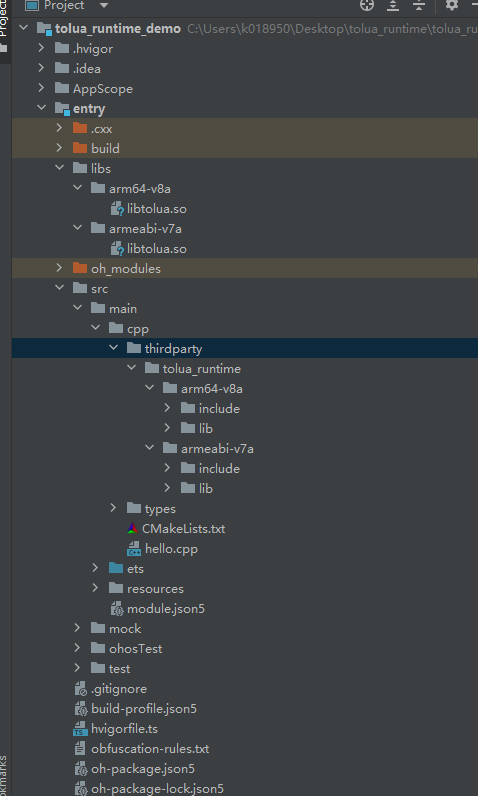 Project
Project
tolua_runtime_demo C:\Users\k018950\Desktop\tolua_runtime\tolua_ru
.hvigor
.idea
AppScope
entry
.cxx
build
libs
arm64-v8a
libtolua.so
armeabi-v7a
libtolua.so
oh_modules
src
main
cpp
thirdparty
tolua_runtime
arm64-v8a
include
lib
armeabi-v7a
include
lib
types
CMakeLists.txt
hello.cpp
ets
resources
module.json5
mock
ohosTest
test
.gitignore
build-profile.json5
hvigorfile.ts
obfuscation-rules.txt
oh-package.json5
oh-package-lock.json5